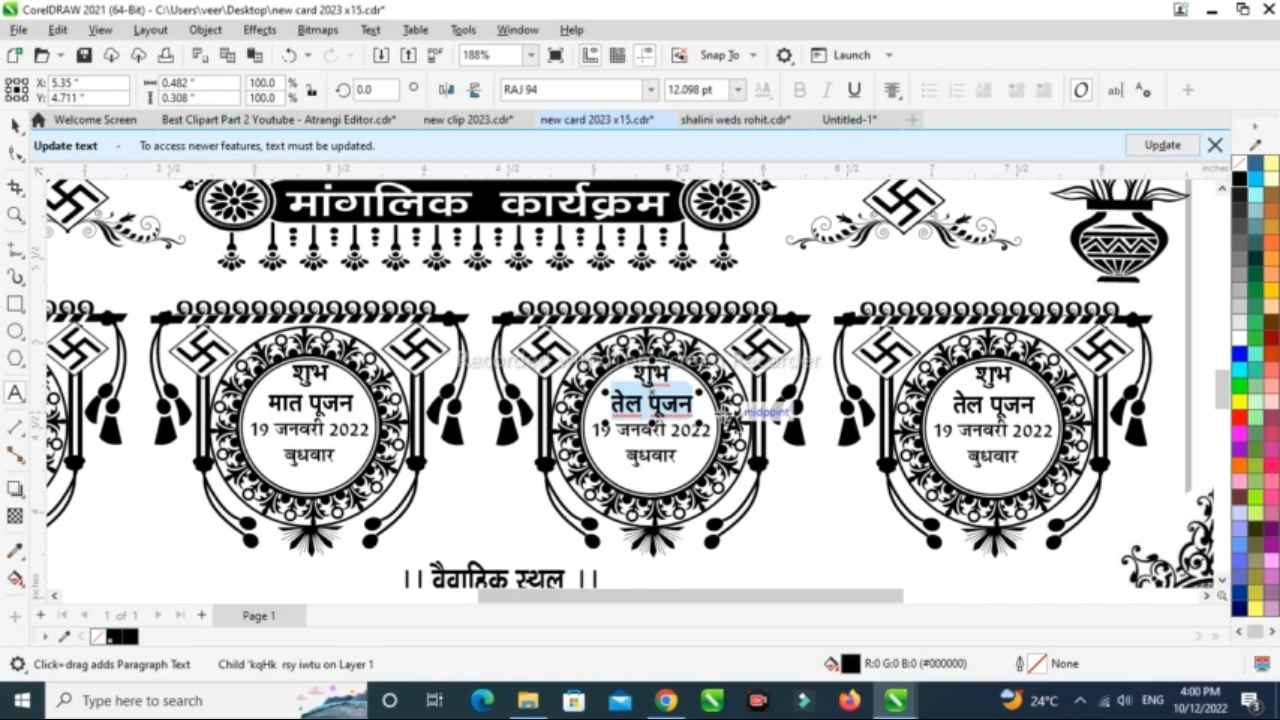 CorelDRAW 2021 (64-Bit) - C:\Users\veer\Desktop\new card 2023 x15.cdr*
File Edit View Layout Object Effects Bitmaps Text Table Tools Window Help
188% Snap To Launch
X: 5.35 " 0.482 " 100.0 % 0.0 RAJ 94 12.098 pt
Y: 4.711 " 0.308 " 100.0 %
Welcome Screen Best Clipart Part 2 Youtube - Atrangi Editor.cdr* new clip 2023.cdr* new card 2023 x15.cdr* shalini weds rohit.cdr* Untitled-1*
Update text - To access newer features, text must be updated. Update
inches
मांगलिक कार्यक्रम
शुभ
मात पूजन
19 जनवरी 2022
बुधवार
शुभ
तेल पूजन
19 जनवरी 2022
बुधवार
midpoint
शुभ
तेल पूजन
19 जनवरी 2022
बुधवार
|| वैवाहिक स्थल ||
1 of 1 Page 1
Click+drag adds Paragraph Text Child 'kqHk rsy iwtu on Layer 1 R:0 G:0 B:0 (#000000) None
Type here to search 24°C ENG 4:00 PM
10/12/2022